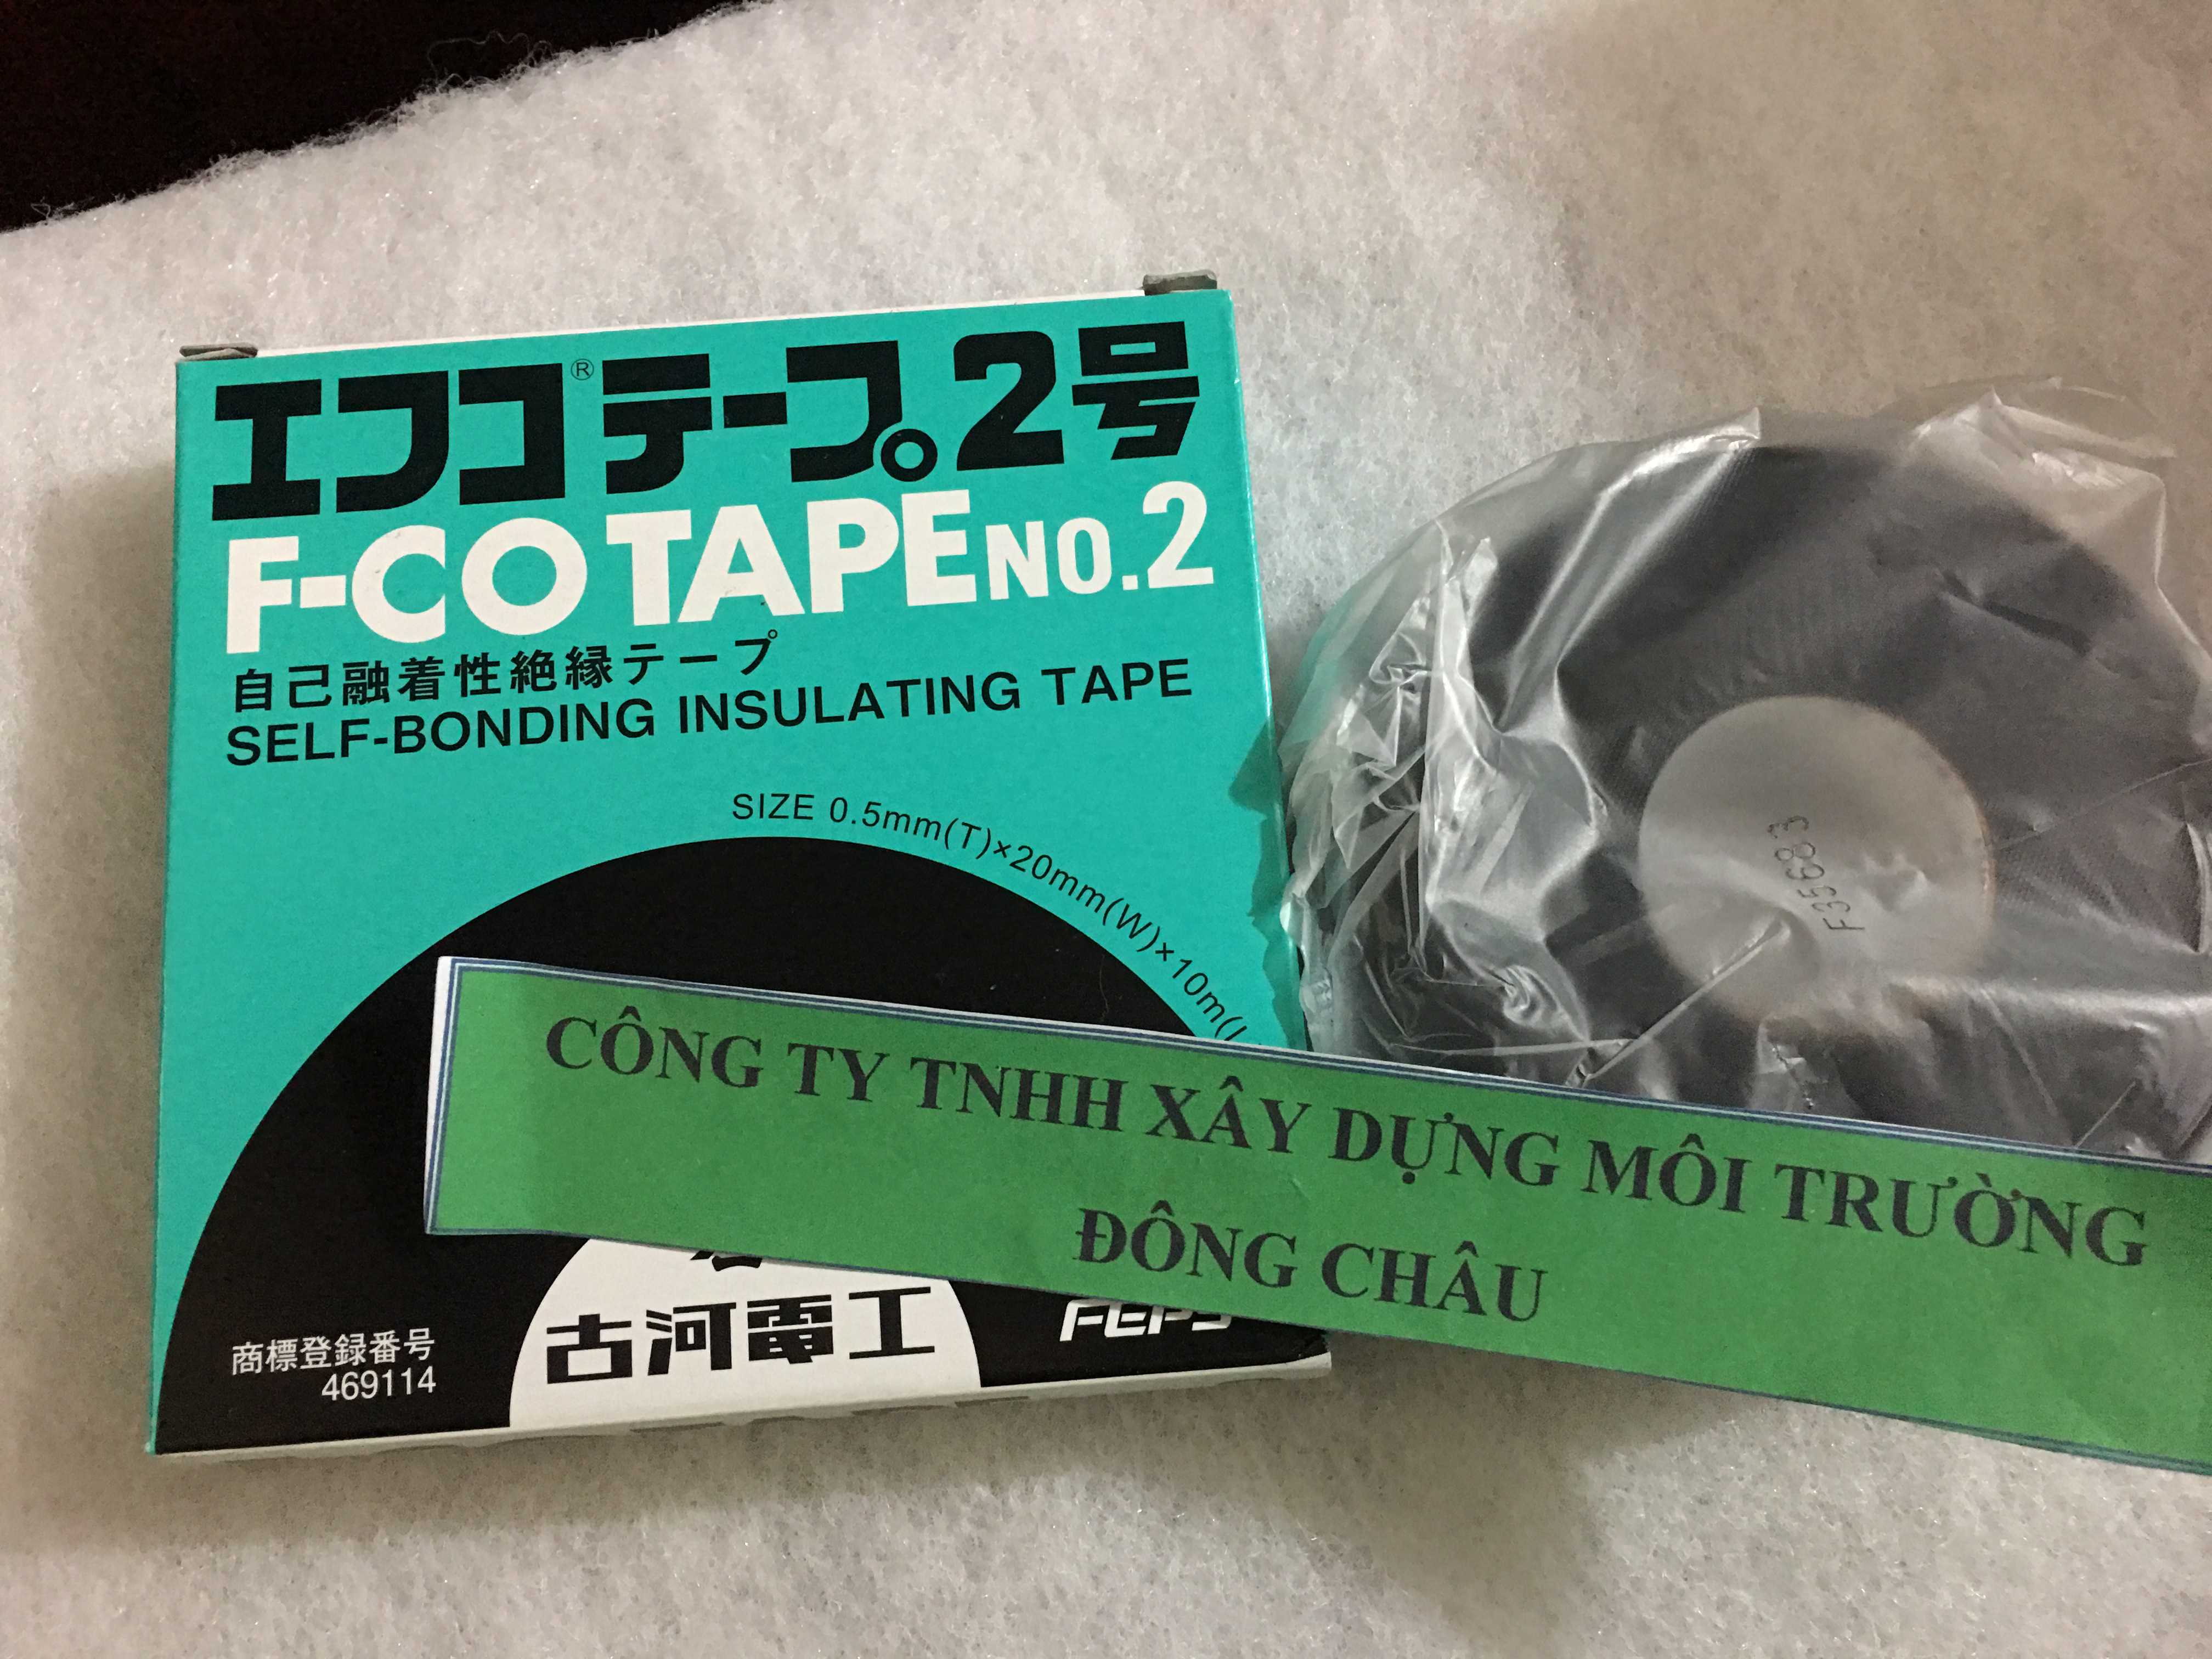 エフコ®テープ2号
F-CO TAPE NO.2
自己融着性絶縁テープ
SELF-BONDING INSULATING TAPE
SIZE 0.5mm(T)×20mm(W)×10m(
F35683
CÔNG TY TNHH XÂY DỰNG MÔI TRƯỜNG
ĐÔNG CHÂU
古河電工
FEPS
商標登録番号
469114